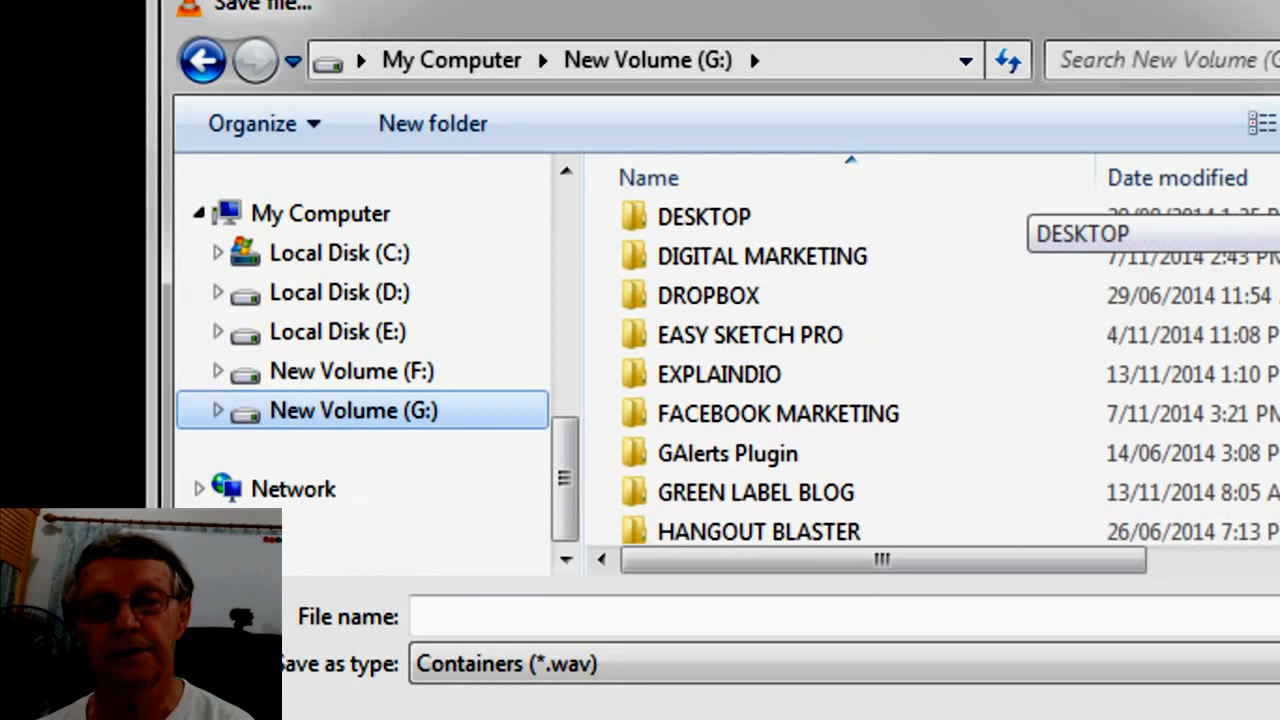 Save file...
My Computer New Volume (G:) Search New Volume (G
Organize New folder
Name Date modified
My Computer
Local Disk (C:)
Local Disk (D:)
Local Disk (E:)
New Volume (F:)
New Volume (G:)
Network
DESKTOP
DESKTOP
DIGITAL MARKETING 7/11/2014 2:43 PM
DROPBOX 29/06/2014 11:54
EASY SKETCH PRO 4/11/2014 11:08 P
EXPLAINDIO 13/11/2014 1:10 P
FACEBOOK MARKETING 7/11/2014 3:21 PM
GAlerts Plugin 14/06/2014 3:08 P
GREEN LABEL BLOG 13/11/2014 8:05 A
HANGOUT BLASTER 26/06/2014 7:13 P
File name:
Save as type: Containers (*.wav)